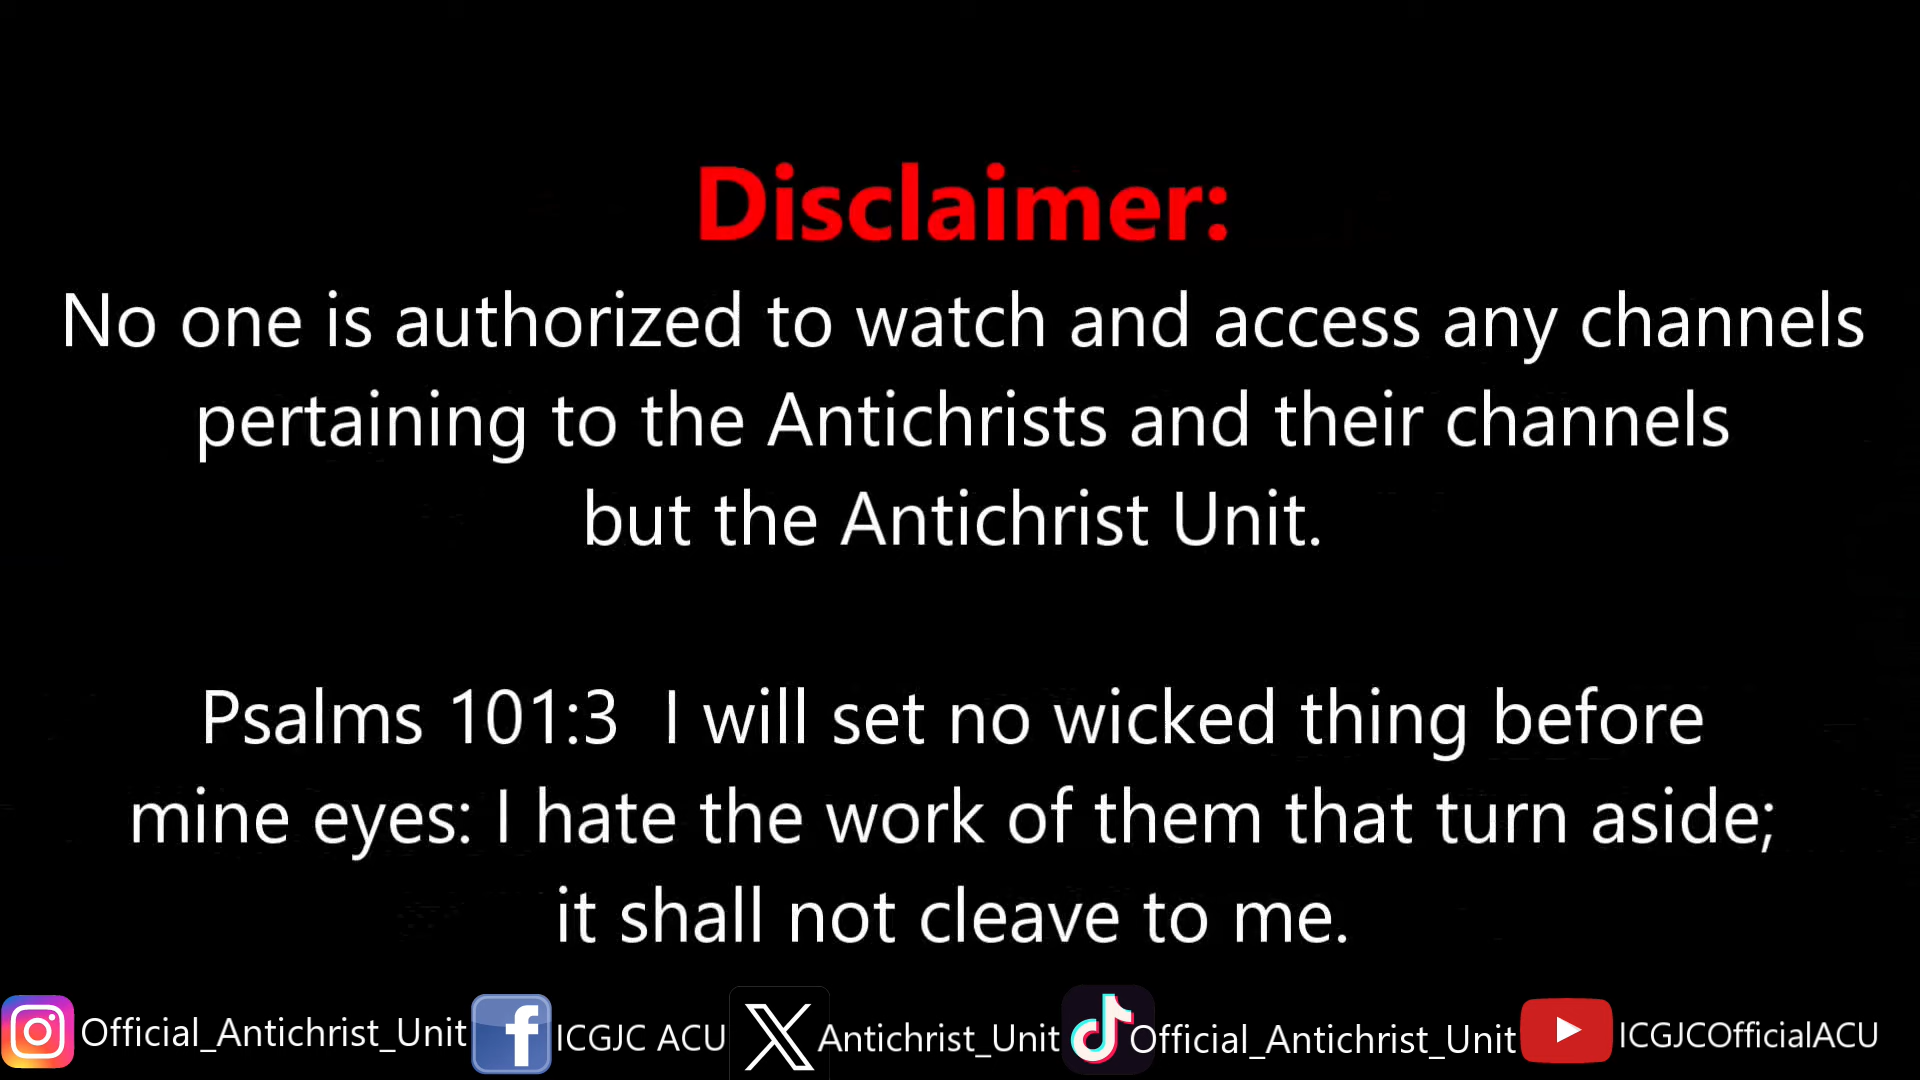 Disclaimer:
No one is authorized to watch and access any channels
pertaining to the Antichrists and their channels
but the Antichrist Unit.
Psalms 101:3  I will set no wicked thing before
mine eyes: I hate the work of them that turn aside;
it shall not cleave to me.
Official_Antichrist_Unit ICGJC ACU Antichrist_Unit Official_Antichrist_Unit ICGJCOfficialACU